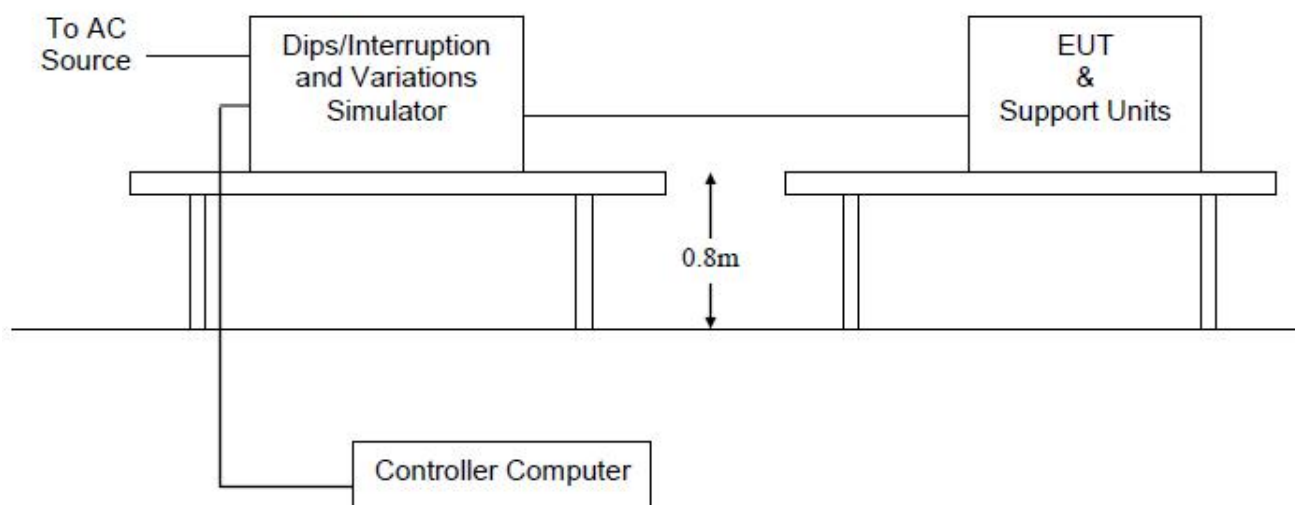 To AC
Source
Dips/Interruption
and Variations
Simulator
EUT
&
Support Units
0.8m
Controller Computer